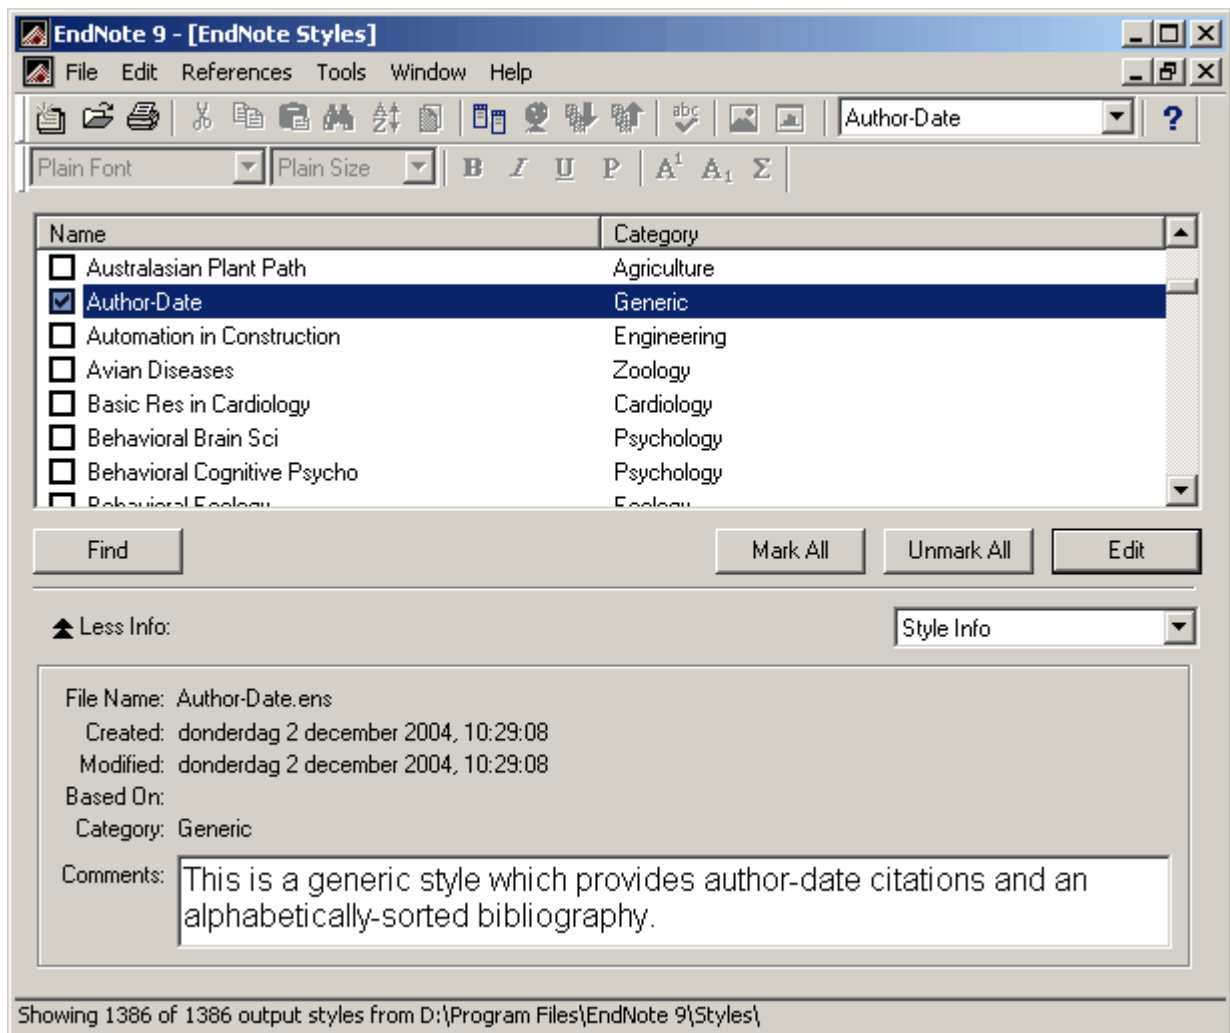 EndNote 9 - [EndNote Styles]
File Edit References Tools Window Help
Author-Date
Plain Font Plain Size B I U P A¹ A₁ Σ
Name Category
Australasian Plant Path Agriculture
Author-Date Generic
Automation in Construction Engineering
Avian Diseases Zoology
Basic Res in Cardiology Cardiology
Behavioral Brain Sci Psychology
Behavioral Cognitive Psycho Psychology
Behavioral Ecology Ecology
Find Mark All Unmark All Edit
Less Info: Style Info
File Name: Author-Date.ens
Created: donderdag 2 december 2004, 10:29:08
Modified: donderdag 2 december 2004, 10:29:08
Based On:
Category: Generic
Comments: This is a generic style which provides author-date citations and an
alphabetically-sorted bibliography.
Showing 1386 of 1386 output styles from D:\Program Files\EndNote 9\Styles\